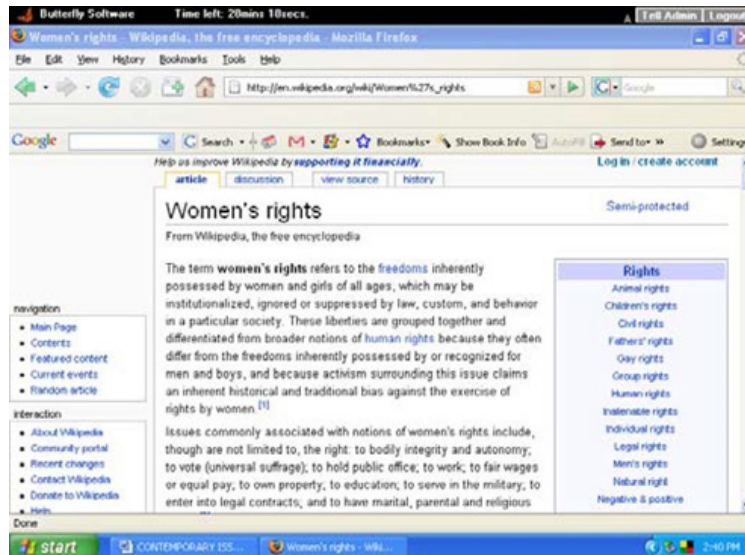 Butterfly Software Time left: 20mins 10secs. Tell Admin Logout
Women's rights - Wikipedia, the free encyclopedia - Mozilla Firefox
File Edit View History Bookmarks Tools Help
http://en.wikipedia.org/wiki/Women%27s_rights Google
Google Search Bookmarks Show Book Info AutoFill Send to Settings
Help us improve Wikipedia by supporting it financially. Log in / create account
article discussion view source history
Women's rights Semi-protected
From Wikipedia, the free encyclopedia
The term women's rights refers to the freedoms inherently
possessed by women and girls of all ages, which may be
institutionalized, ignored or suppressed by law, custom, and behavior
in a particular society. These liberties are grouped together and
differentiated from broader notions of human rights because they often
differ from the freedoms inherently possessed by or recognized for
men and boys, and because activism surrounding this issue claims
an inherent historical and traditional bias against the exercise of
rights by women.[1]
Issues commonly associated with notions of women's rights include,
though are not limited to, the right: to bodily integrity and autonomy;
to vote (universal suffrage); to hold public office; to work; to fair wages
or equal pay; to own property; to education; to serve in the military; to
enter into legal contracts; and to have marital, parental and religious
navigation
Main Page
Contents
Featured content
Current events
Random article
interaction
About Wikipedia
Community portal
Recent changes
Contact Wikipedia
Donate to Wikipedia
Help
Rights
Animal rights
Children's rights
Civil rights
Fathers' rights
Gay rights
Group rights
Human rights
Inalienable rights
Individual rights
Legal rights
Men's rights
Natural right
Negative & positive
Done
start CONTEMPORARY ISS... Women's rights - Wiki... 2:40 PM